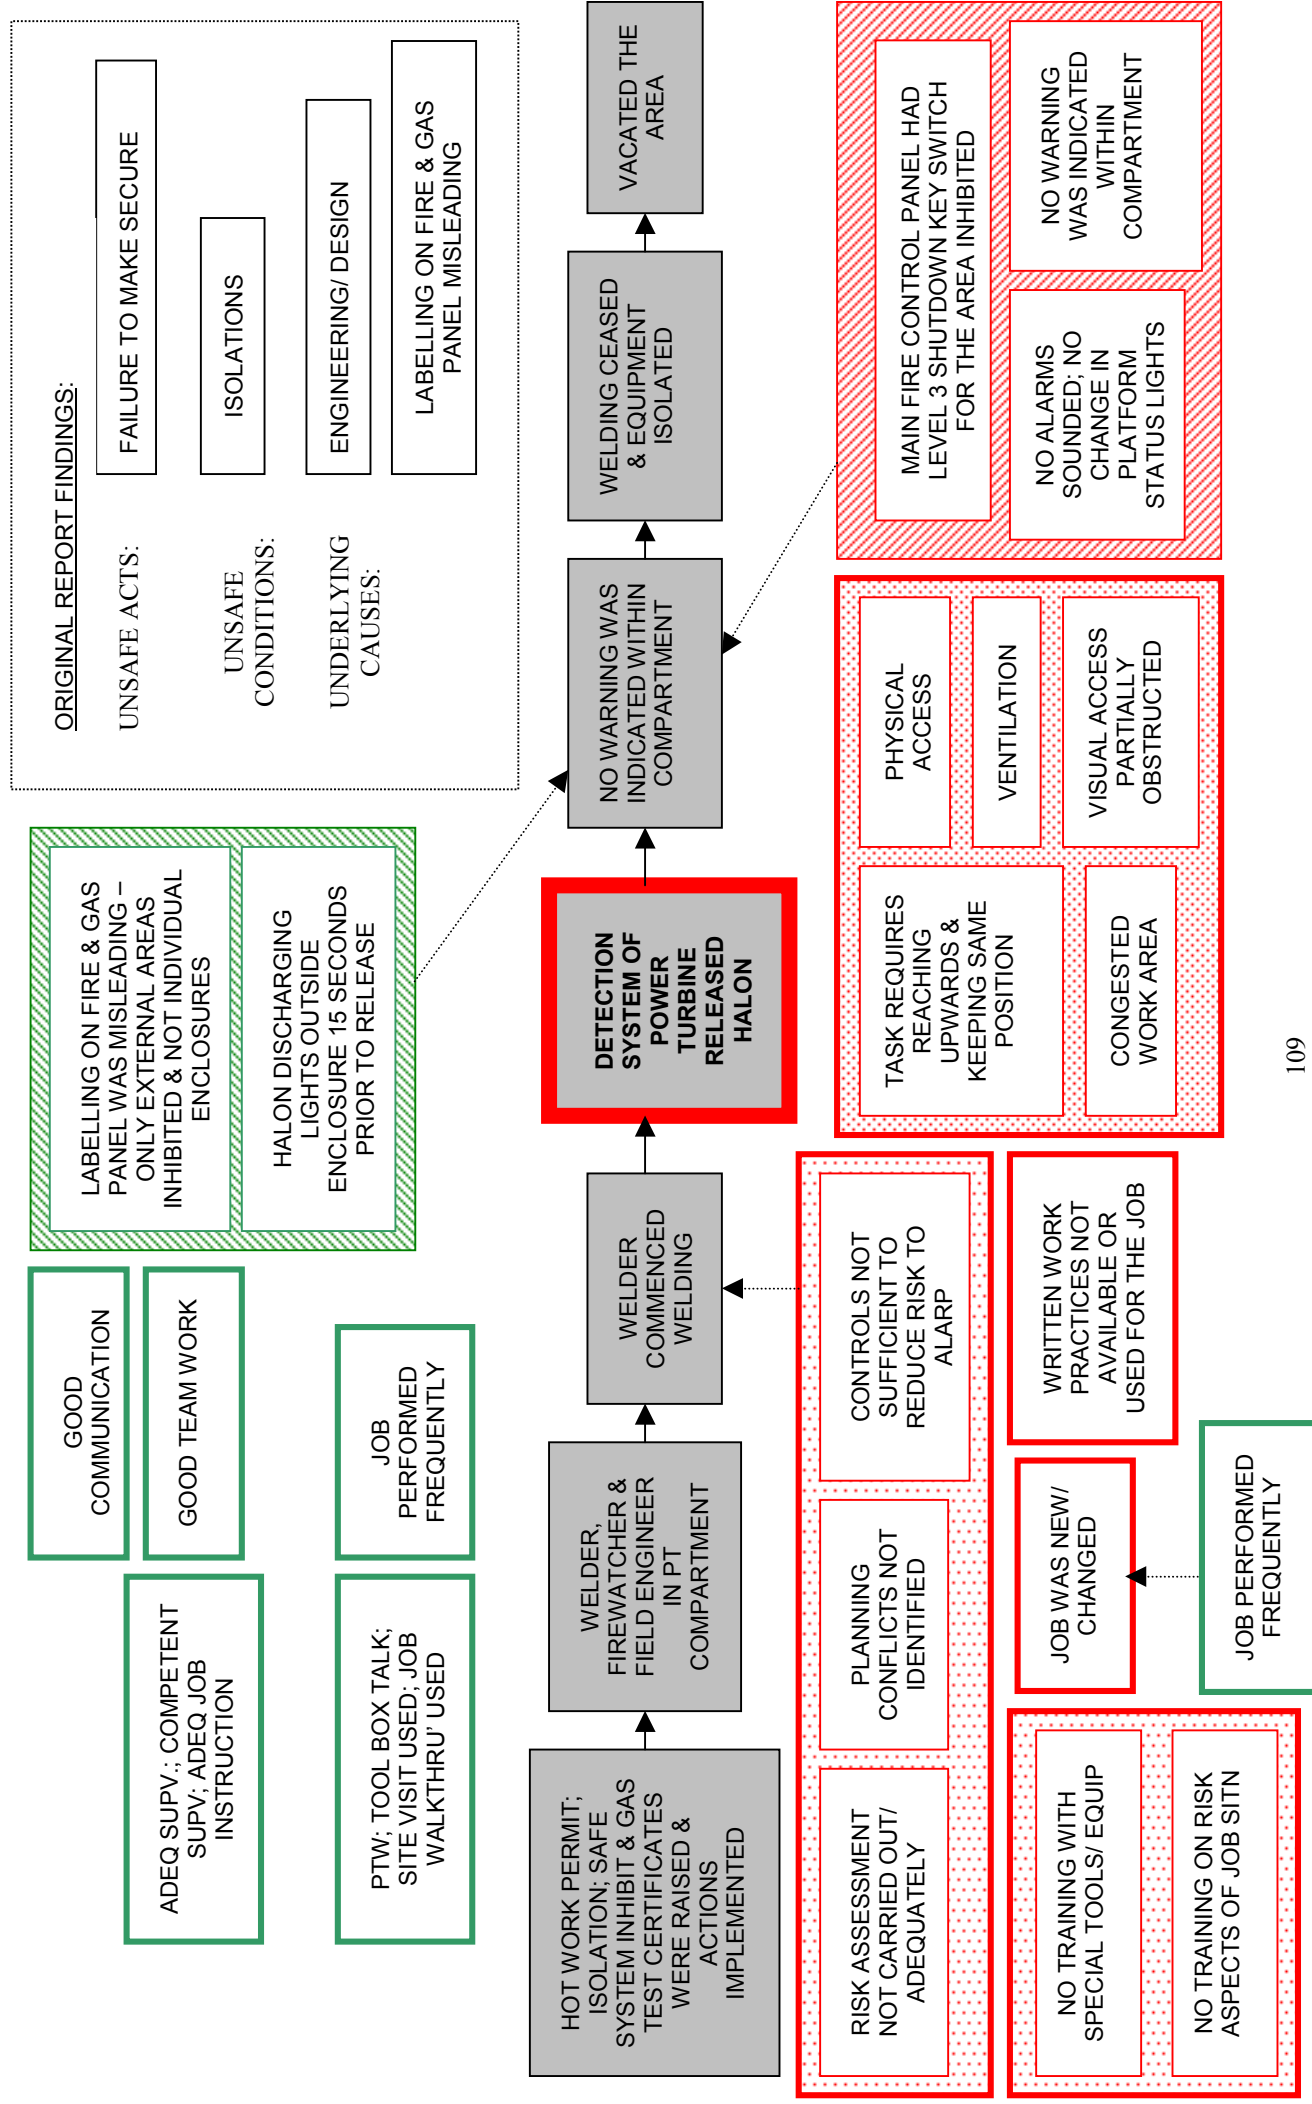 ADEQ SUPV.; COMPETENT
SUPV; ADEQ JOB
INSTRUCTION
PTW; TOOL BOX TALK;
SITE VISIT USED; JOB
WALKTHRU’ USED
GOOD
COMMUNICATION
GOOD TEAM WORK
JOB
PERFORMED
FREQUENTLY
LABELLING ON FIRE & GAS
PANEL WAS MISLEADING –
ONLY EXTERNAL AREAS
INHIBITED & NOT INDIVIDUAL
ENCLOSURES
HALON DISCHARGING
LIGHTS OUTSIDE
ENCLOSURE 15 SECONDS
PRIOR TO RELEASE
ORIGINAL REPORT FINDINGS:
UNSAFE ACTS:
FAILURE TO MAKE SECURE
UNSAFE
CONDITIONS:
ISOLATIONS
UNDERLYING
CAUSES:
ENGINEERING/ DESIGN
LABELLING ON FIRE & GAS
PANEL MISLEADING
HOT WORK PERMIT;
ISOLATION; SAFE
SYSTEM INHIBIT & GAS
TEST CERTIFICATES
WERE RAISED &
ACTIONS
IMPLEMENTED
WELDER,
FIREWATCHER &
FIELD ENGINEER
IN PT
COMPARTMENT
WELDER
COMMENCED
WELDING
DETECTION
SYSTEM OF
POWER
TURBINE
RELEASED
HALON
NO WARNING WAS
INDICATED WITHIN
COMPARTMENT
WELDING CEASED
& EQUIPMENT
ISOLATED
VACATED THE
AREA
RISK ASSESSMENT
NOT CARRIED OUT/
ADEQUATELY
PLANNING
CONFLICTS NOT
IDENTIFIED
CONTROLS NOT
SUFFICIENT TO
REDUCE RISK TO
ALARP
NO TRAINING WITH
SPECIAL TOOLS/ EQUIP
NO TRAINING ON RISK
ASPECTS OF JOB SITN
JOB WAS NEW/
CHANGED
JOB PERFORMED
FREQUENTLY
WRITTEN WORK
PRACTICES NOT
AVAILABLE OR
USED FOR THE JOB
TASK REQUIRES
REACHING
UPWARDS &
KEEPING SAME
POSITION
CONGESTED
WORK AREA
PHYSICAL
ACCESS
VENTILATION
VISUAL ACCESS
PARTIALLY
OBSTRUCTED
MAIN FIRE CONTROL PANEL HAD
LEVEL 3 SHUTDOWN KEY SWITCH
FOR THE AREA INHIBITED
NO ALARMS
SOUNDED; NO
CHANGE IN
PLATFORM
STATUS LIGHTS
NO WARNING
WAS INDICATED
WITHIN
COMPARTMENT
109